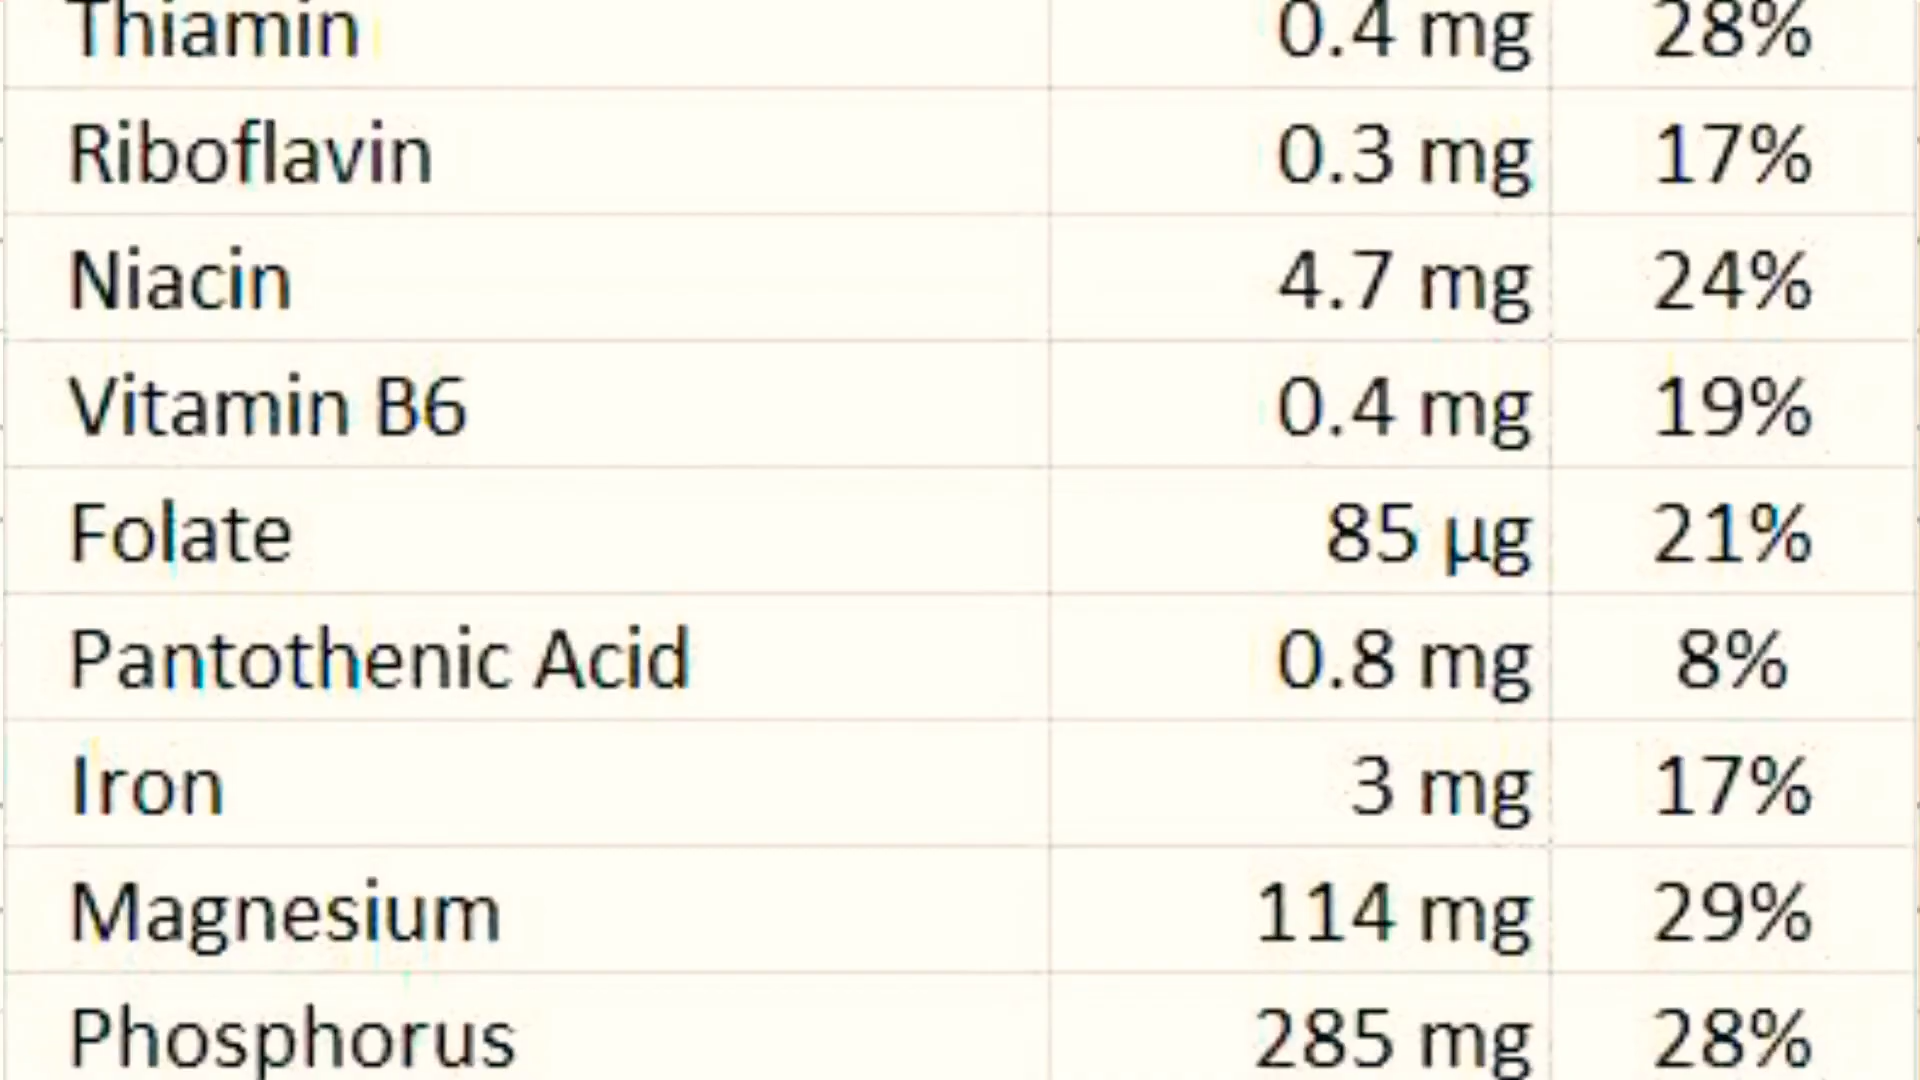 Thiamin 0.4 mg 28%
Riboflavin 0.3 mg 17%
Niacin 4.7 mg 24%
Vitamin B6 0.4 mg 19%
Folate 85 µg 21%
Pantothenic Acid 0.8 mg 8%
Iron 3 mg 17%
Magnesium 114 mg 29%
Phosphorus 285 mg 28%